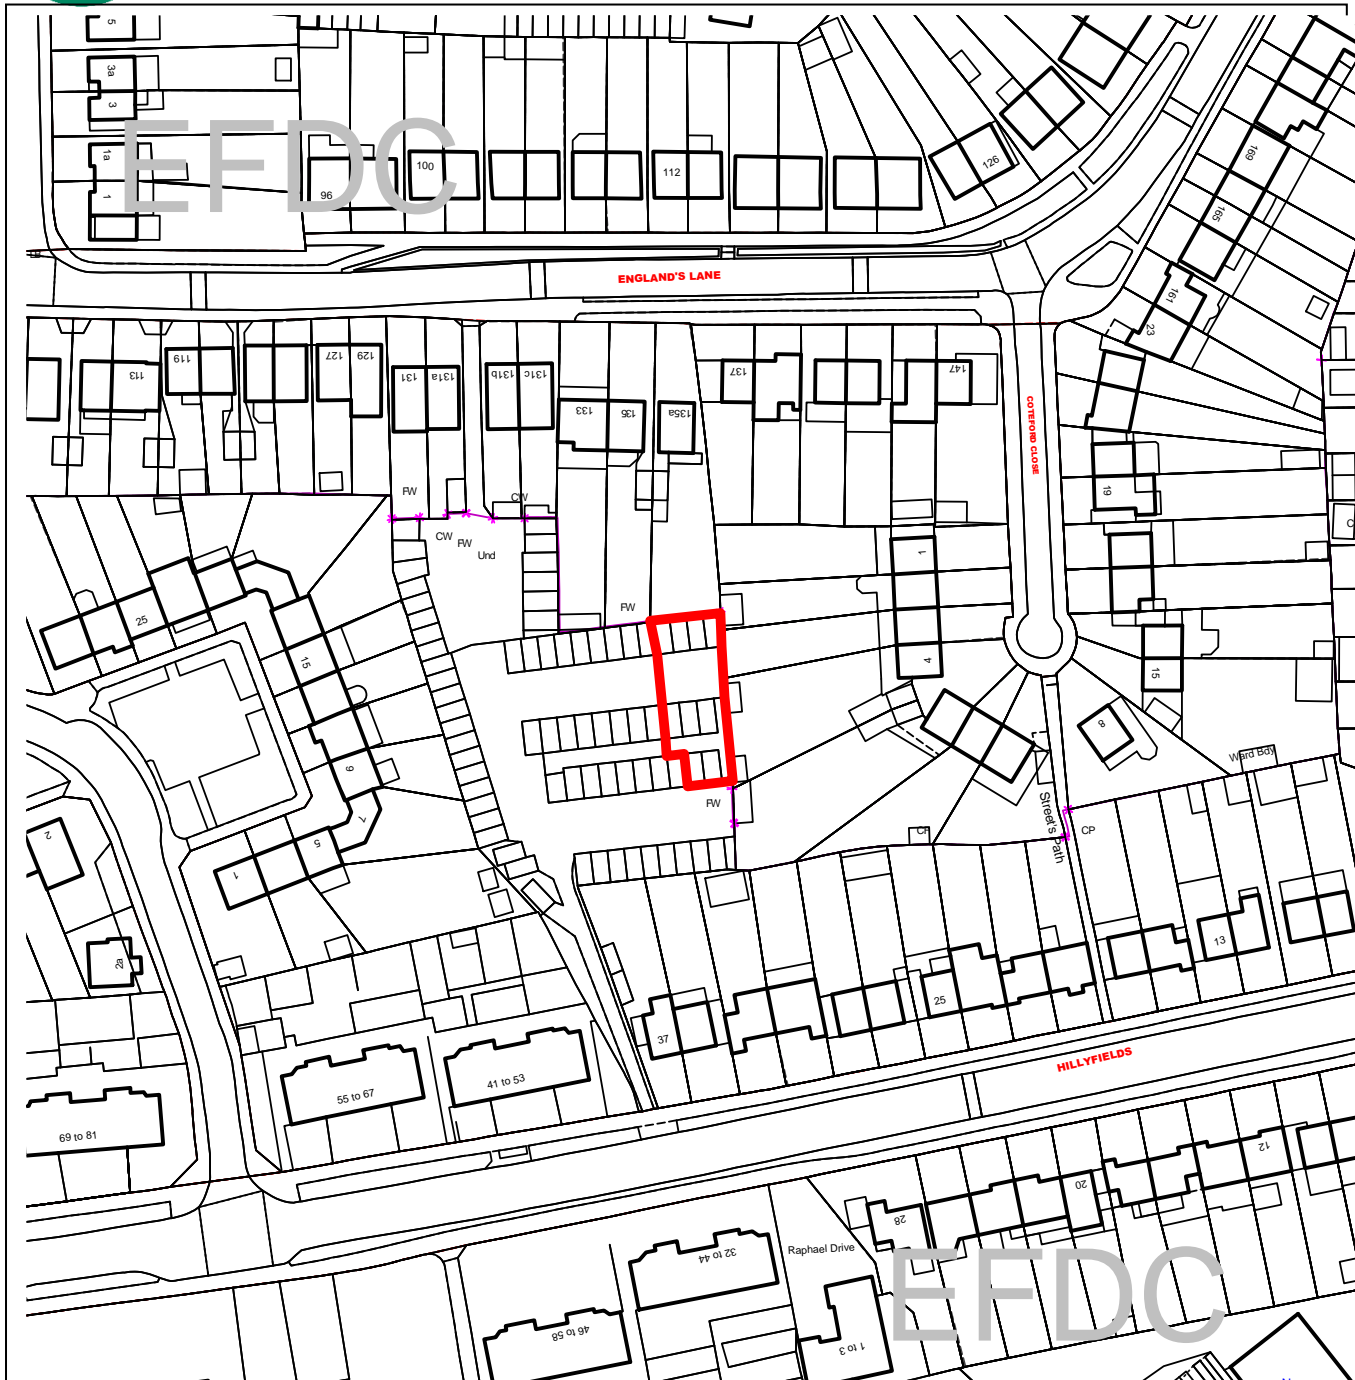 5
3a
3
1a
1
EFDC
96
100
112
126
169
165
161
23
ENGLAND'S LANE
113
119
127
129
131
131a
131b
131c
133
135
135a
137
147
COTEFORD CLOSE
19
FW
CW
CW
FW
Und
FW
1
4
15
8
Ward Bdy
25
15
9
7
5
1
2
2a
FW
CP
Street's Path
CP
37
25
13
HILLYFIELDS
55 to 67
41 to 53
69 to 81
12
20
28
Raphael Drive
32 to 44
46 to 58
1 to 3
EFDC